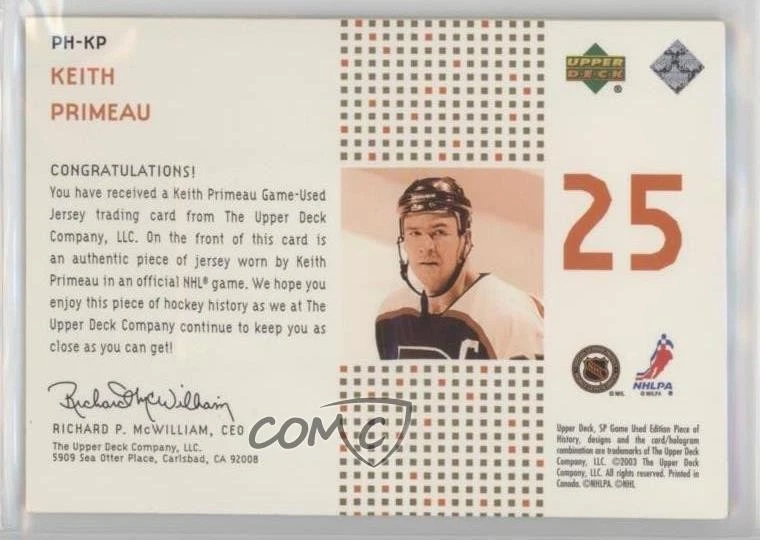 PH-KP
KEITH
PRIMEAU
CONGRATULATIONS!
You have received a Keith Primeau Game-Used
Jersey trading card from The Upper Deck
Company, LLC. On the front of this card is
an authentic piece of jersey worn by Keith
Primeau in an official NHL® game. We hope you
enjoy this piece of hockey history as we at The
Upper Deck Company continue to keep you as
close as you can get!
Richard McWilliam
RICHARD P. McWILLIAM, CEO
The Upper Deck Company, LLC.
5909 Sea Otter Place, Carlsbad, CA 92008
COMC
UPPER
DECK
®
25
© NHL
NHLPA
© NHLPA ®
Upper Deck, SP Game Used Edition Piece of
History, designs and the card/hologram
combination are trademarks of The Upper Deck
Company, LLC. ©2003 The Upper Deck
Company, LLC. All rights reserved. Printed in
Canada. ©NHLPA. ©NHL